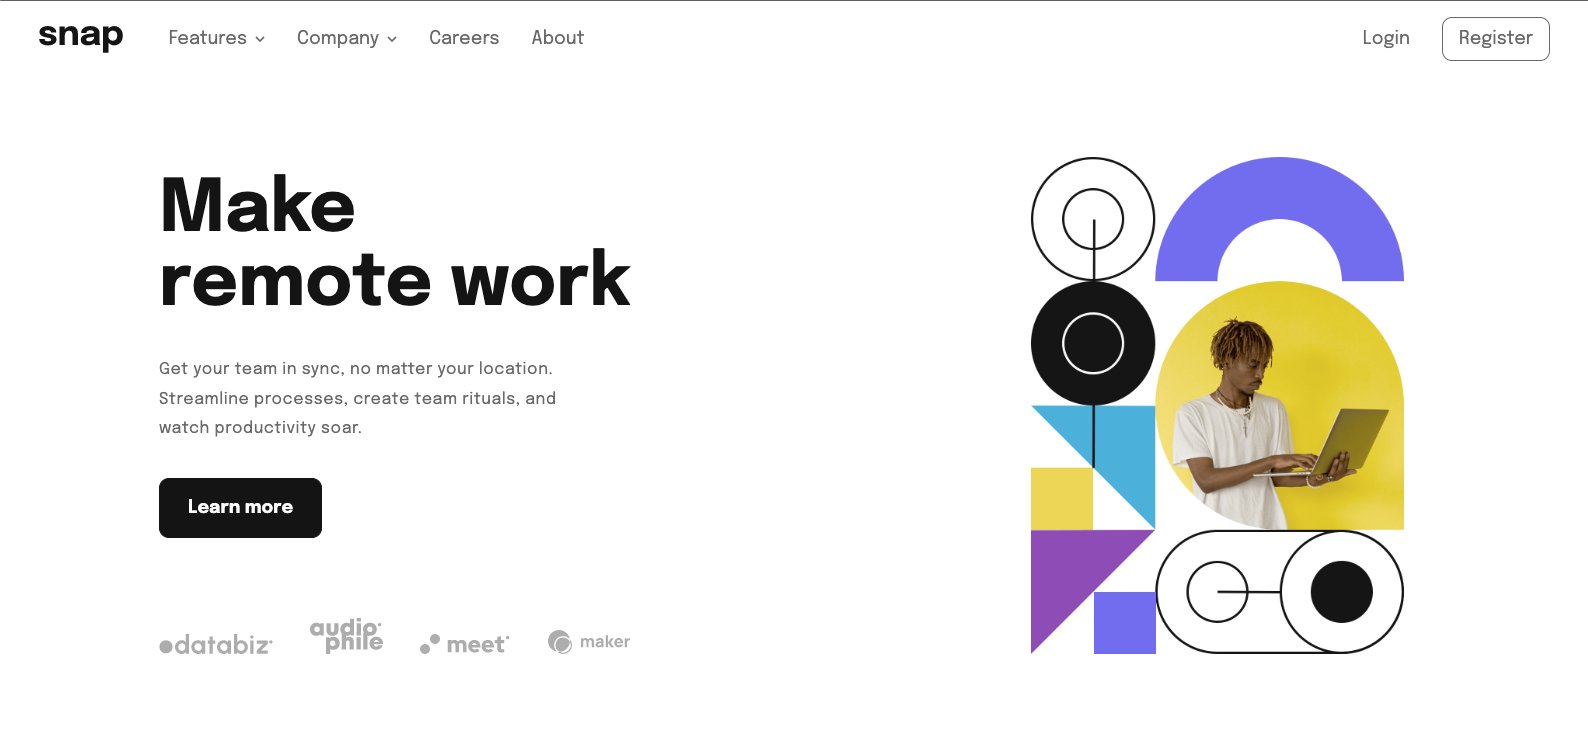 snap
Features
Company
Careers
About
Login
Register
Make
remote work
Get your team in sync, no matter your location.
Streamline processes, create team rituals, and
watch productivity soar.
Learn more
databiz
audiophile
meet
maker